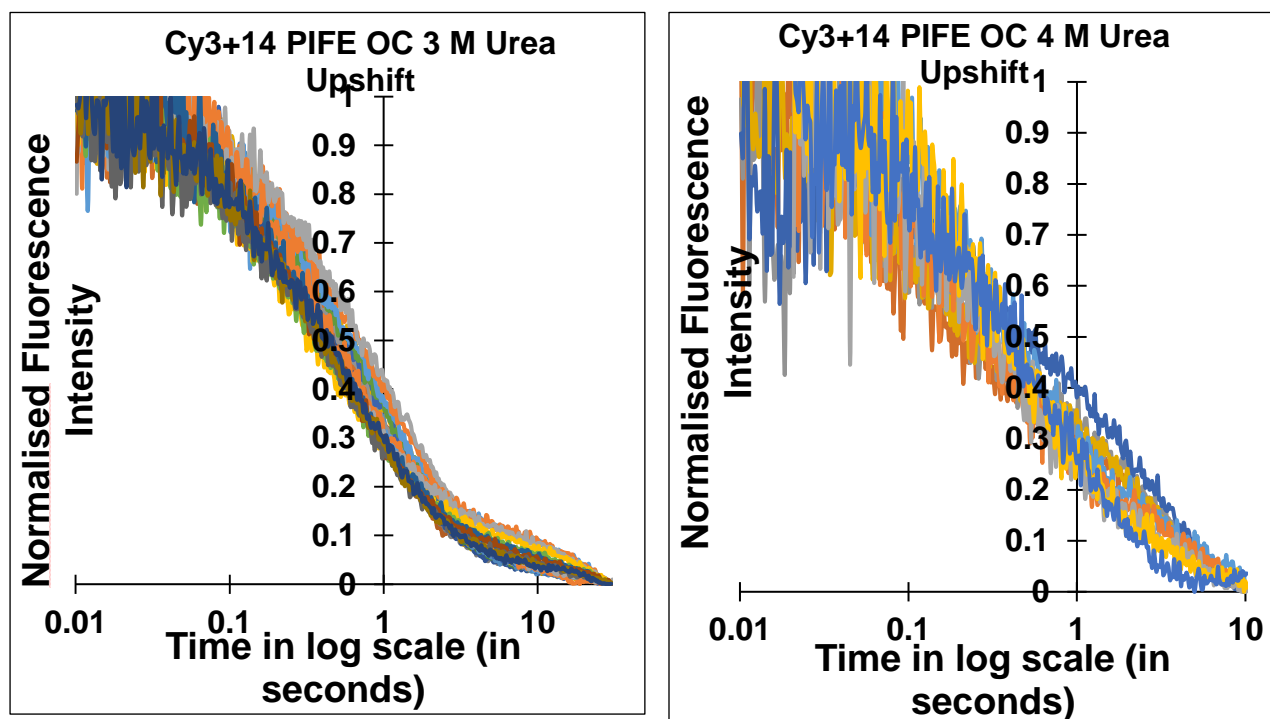 Cy3+14 PIFE OC 3 M Urea
Upshift
Normalised Fluorescence
Intensity
1
0.9
0.8
0.7
0.6
0.5
0.4
0.3
0.2
0.1
0
0.01 0.1 1 10
Time in log scale (in
seconds)
Cy3+14 PIFE OC 4 M Urea
Upshift
Normalised Fluorescence
Intensity
1
0.9
0.8
0.7
0.6
0.5
0.4
0.3
0.2
0.1
0
0.01 0.1 1 10
Time in log scale (in
seconds)